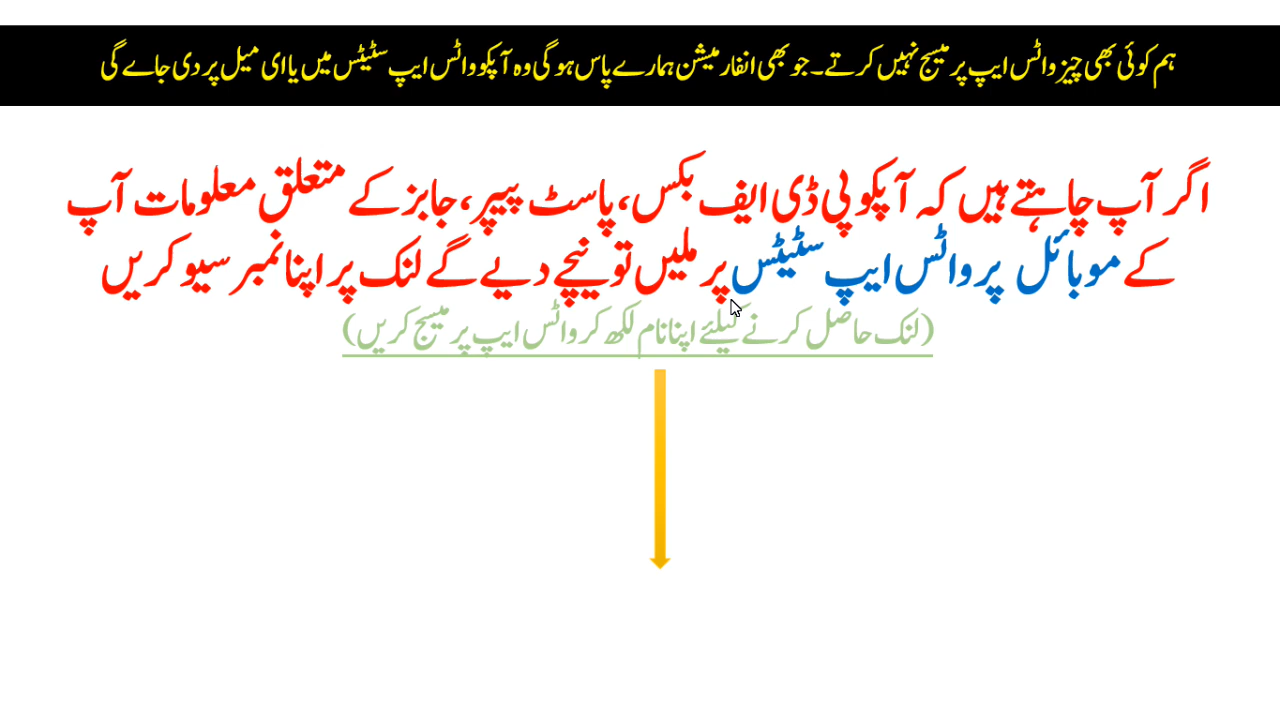 ہم کوئی بھی چیز واٹس ایپ پر میسج نہیں کرتے۔ جو بھی انفارمیشن ہمارے پاس ہو گی وہ آپکو واٹس ایپ سٹیٹس میں یا ای میل پر دی جاے گی
اگر آپ چاہتے ہیں کہ آپکو پی ڈی ایف بکس، پاسٹ پیپر، جابز کے متعلق معلومات آپ
کے موبائل پر واٹس ایپ سٹیٹس پر ملیں تو نیچے دیے گے لنک پر اپنا نمبر سیو کریں
(لنک حاصل کرنے کیلئے اپنا نام لکھ کر واٹس ایپ پر میسج کریں)